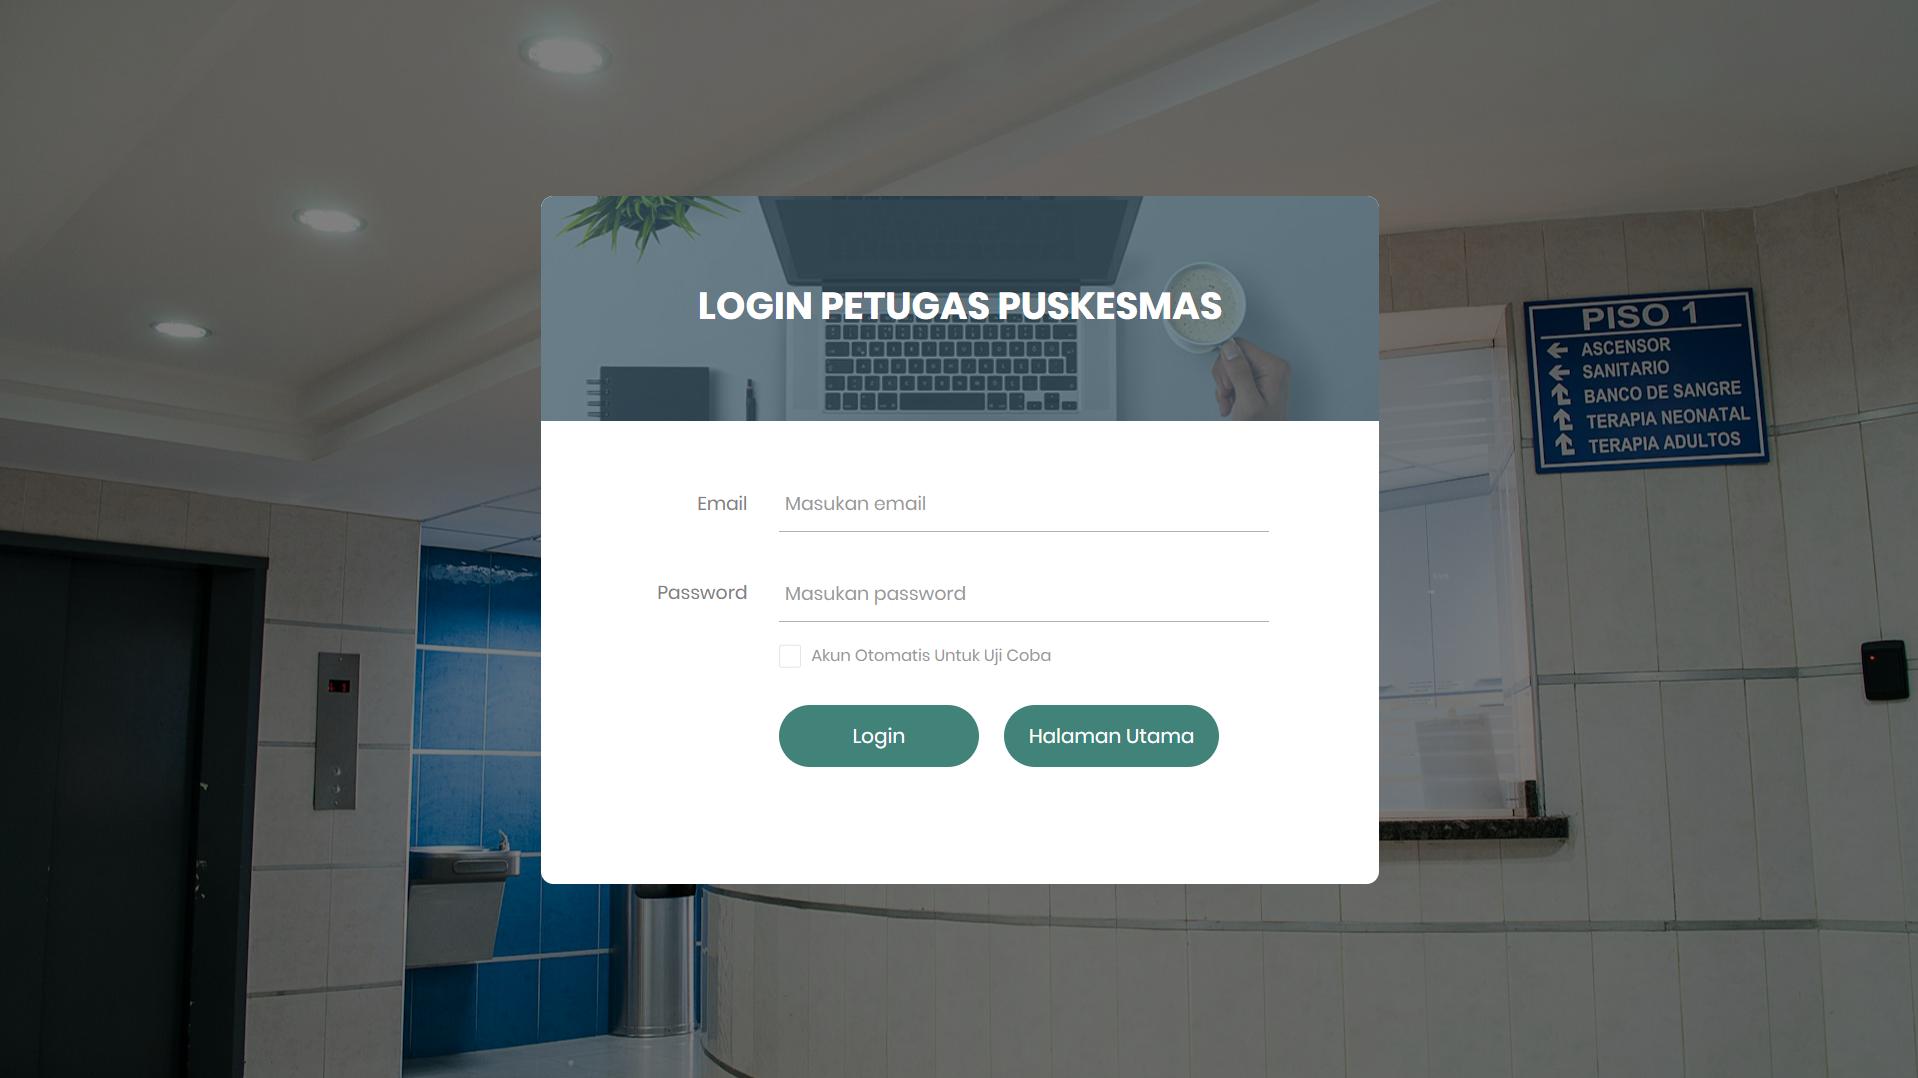 LOGIN PETUGAS PUSKESMAS
PISO 1
ASCENSOR
SANITARIO
BANCO DE SANGRE
TERAPIA NEONATAL
TERAPIA ADULTOS
Email
Masukan email
Password
Masukan password
Akun Otomatis Untuk Uji Coba
Login
Halaman Utama